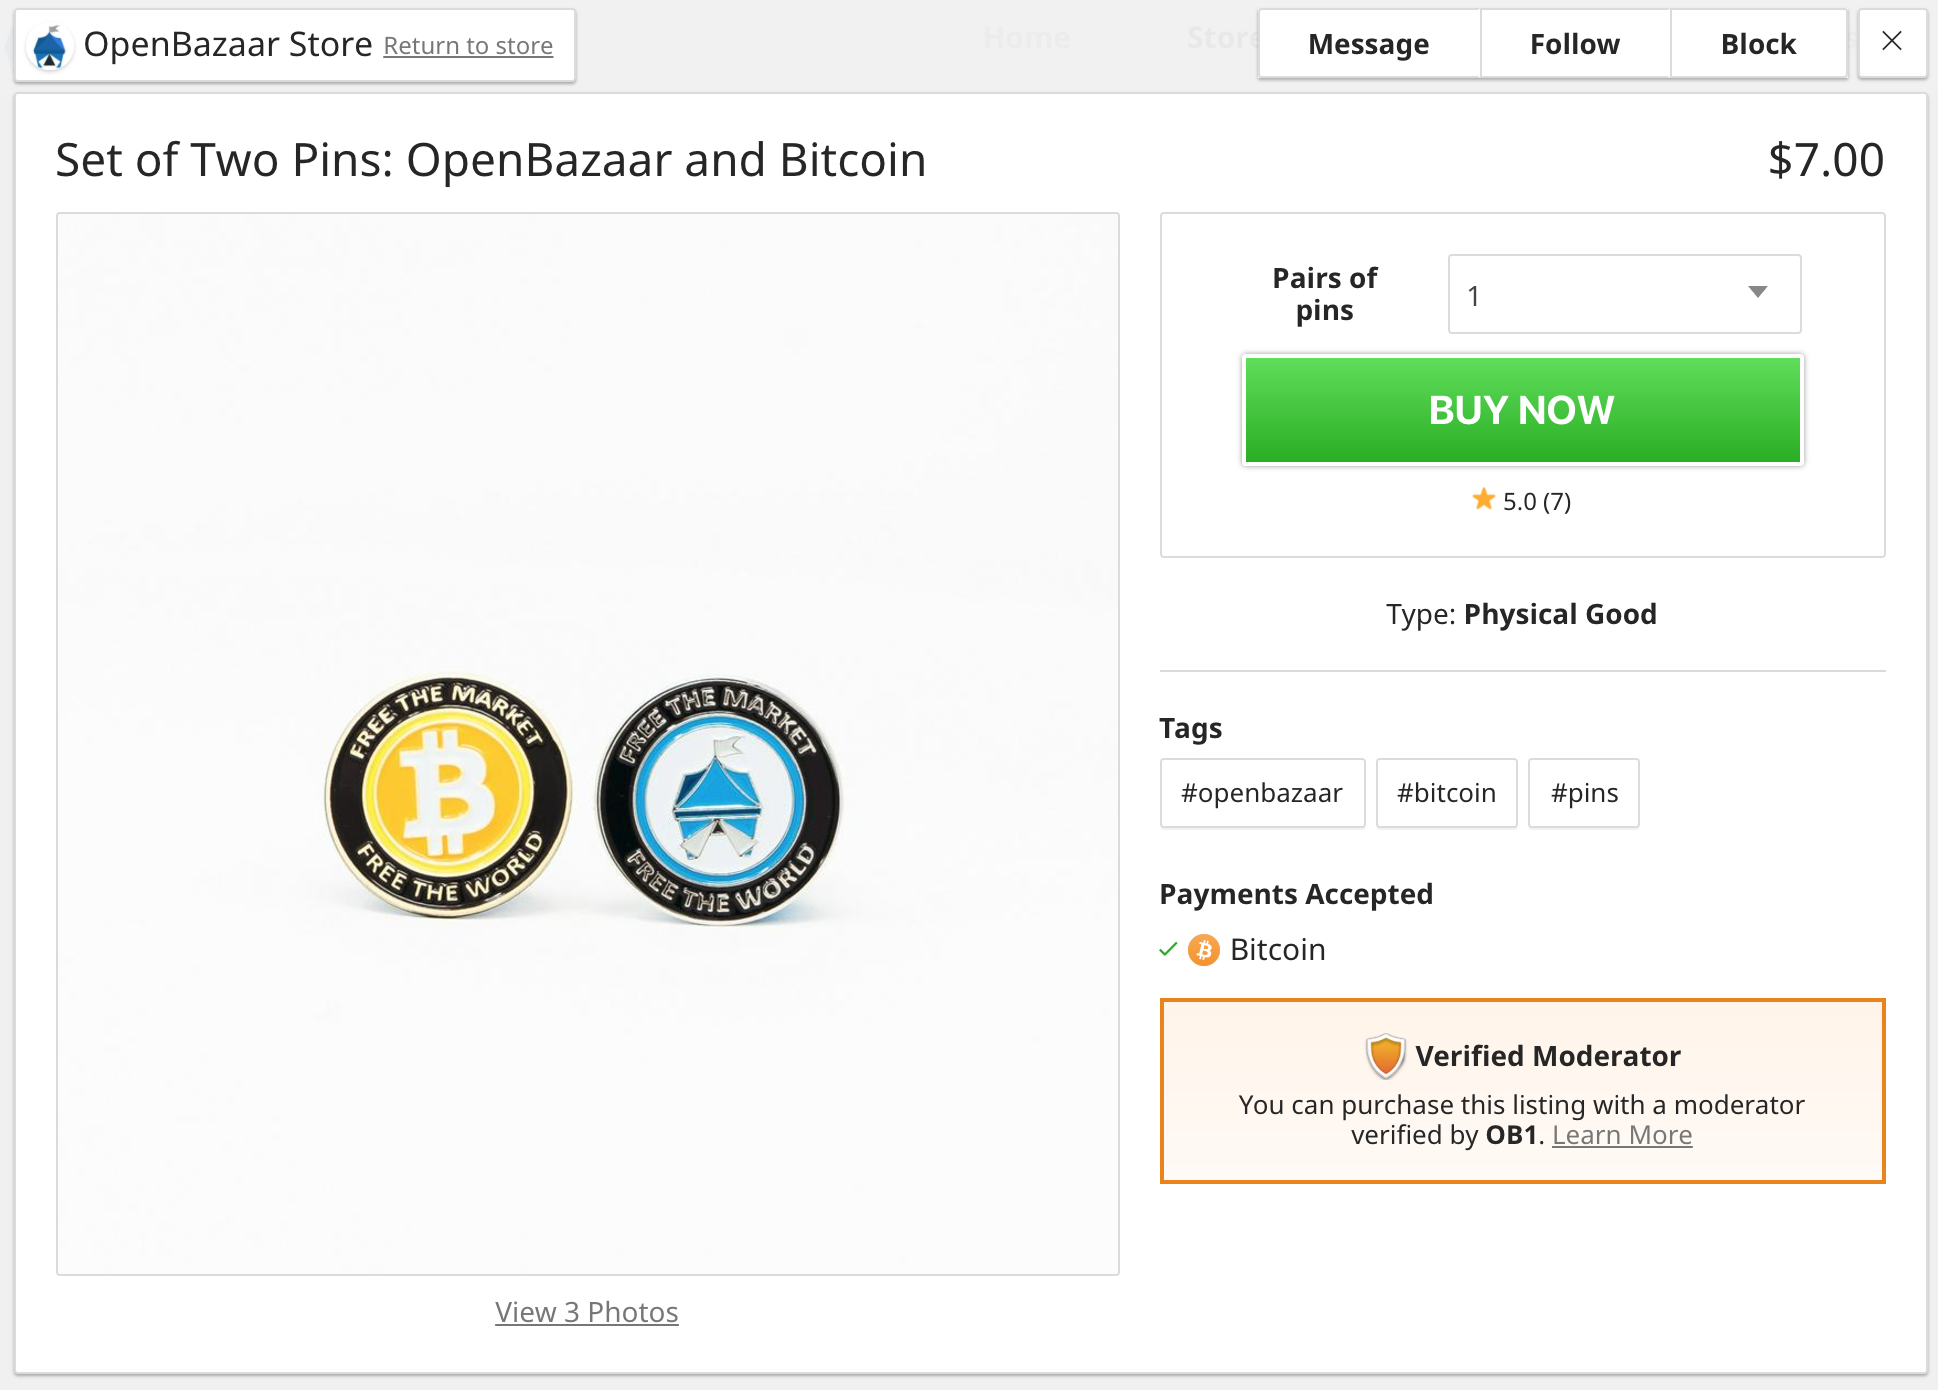 OpenBazaar Store Return to store
Home
Store
Message
Follow
Block
Set of Two Pins: OpenBazaar and Bitcoin
$7.00
FREE THE MARKET
FREE THE WORLD
FREE THE MARKET
FREE THE WORLD
View 3 Photos
Pairs of
pins
1
BUY NOW
5.0 (7)
Type: Physical Good
Tags
#openbazaar
#bitcoin
#pins
Payments Accepted
Bitcoin
Verified Moderator
You can purchase this listing with a moderator
verified by OB1. Learn More